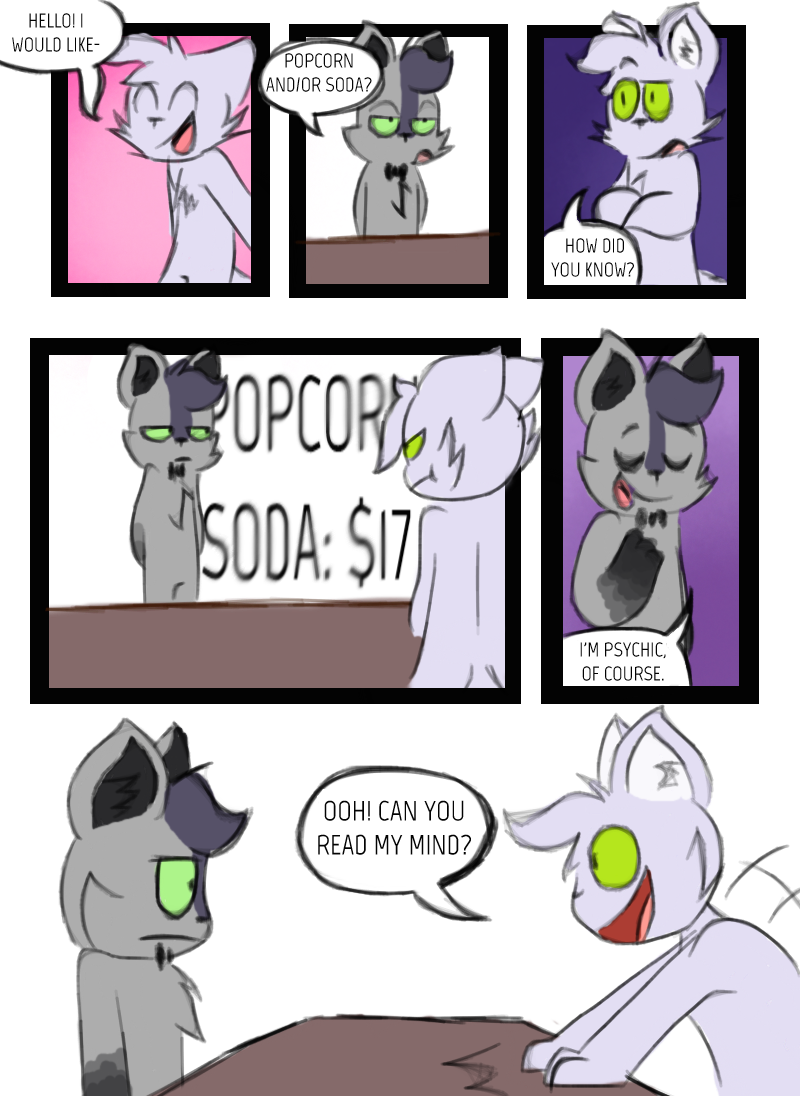 HELLO! I
WOULD LIKE-
POPCORN
AND/OR SODA?
HOW DID
YOU KNOW?
POPCORN
SODA: $17
I'M PSYCHIC,
OF COURSE.
OOH! CAN YOU
READ MY MIND?